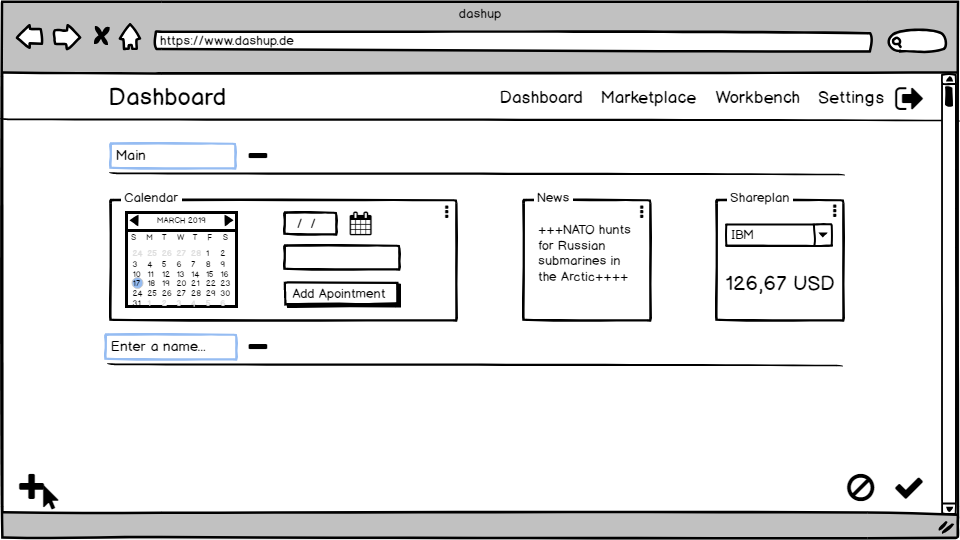 dashup
https://www.dashup.de
Dashboard
Dashboard Marketplace Workbench Settings
Main
Calendar
MARCH 2019
S M T W T F S
24 25 26 27 28 1 2
3 4 5 6 7 8 9
10 11 12 13 14 15 16
17 18 19 20 21 22 23
24 25 26 27 28 29 30
31
/ /
Add Apointment
News
+++NATO hunts
for Russian
submarines in
the Arctic++++
Shareplan
IBM
126,67 USD
Enter a name...